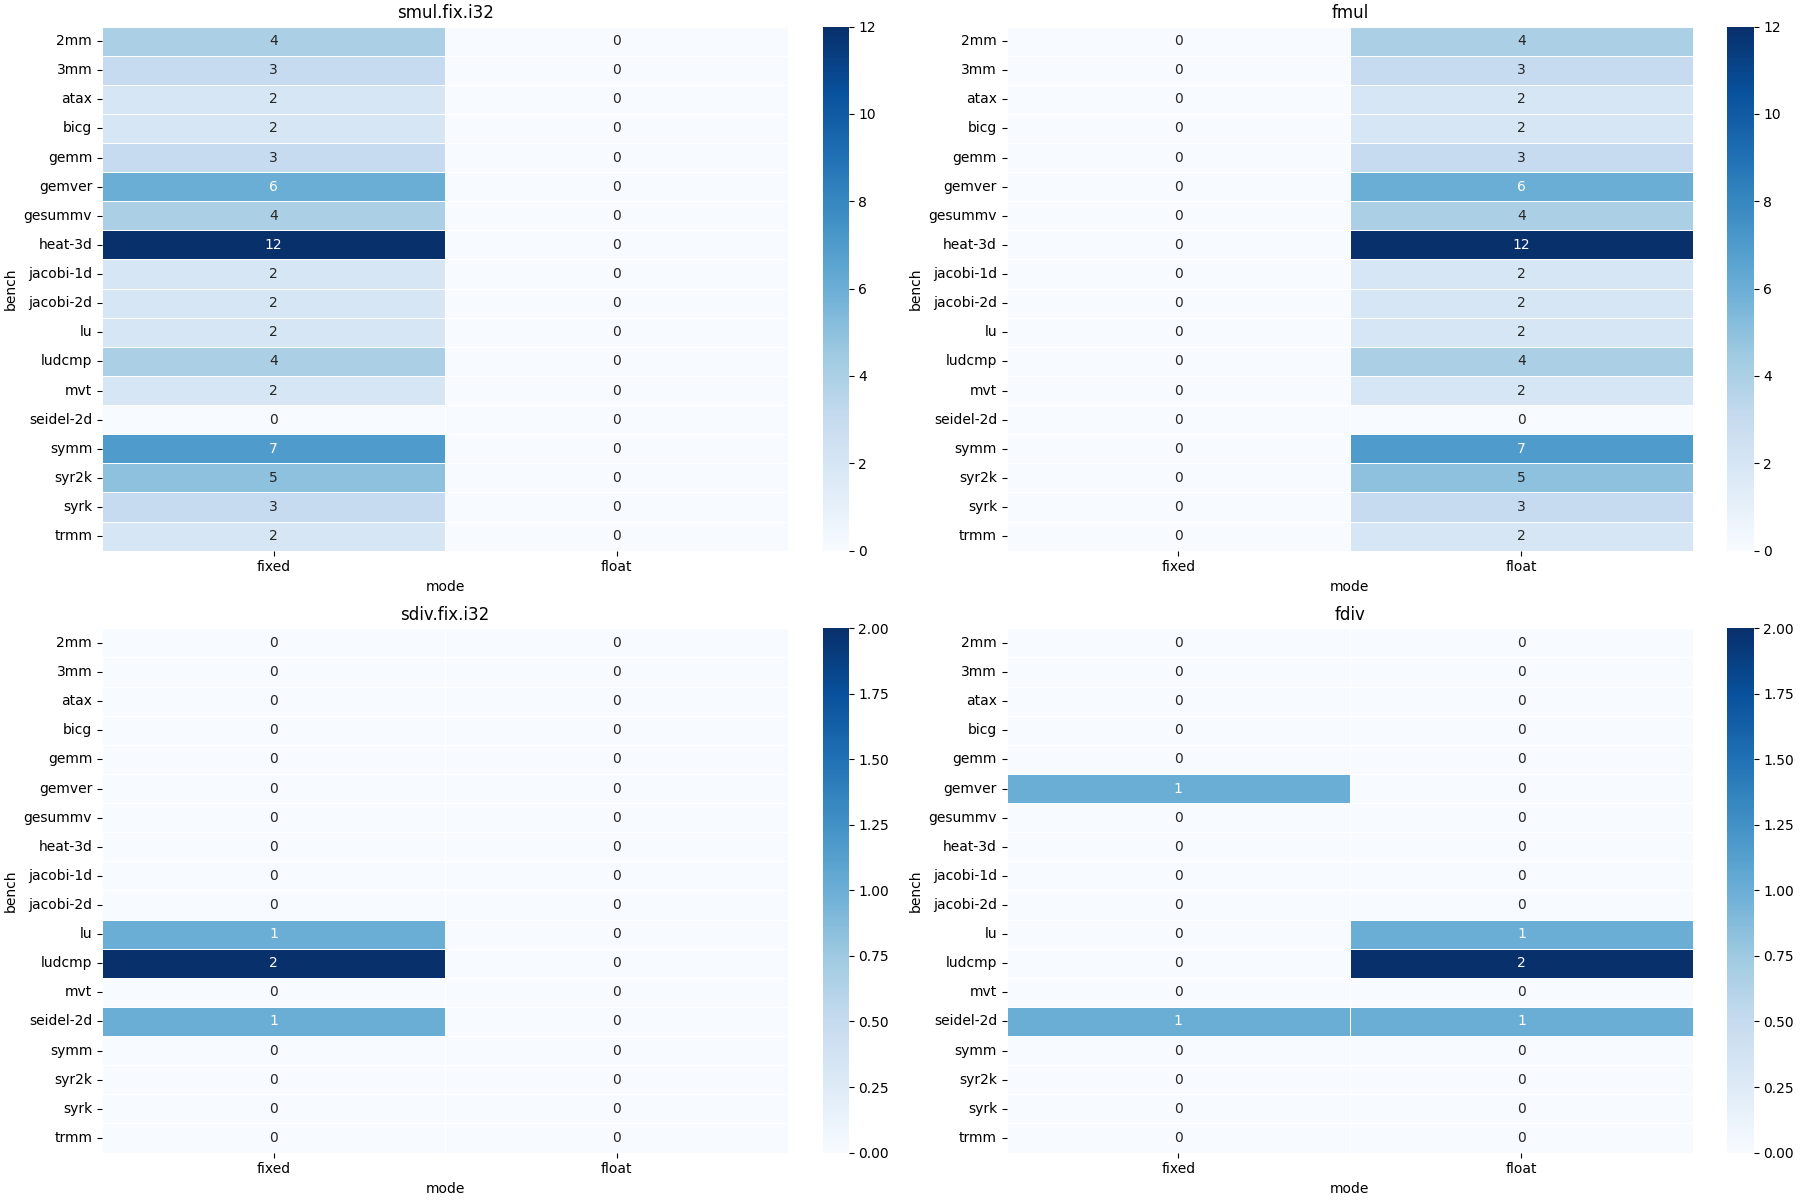 smul.fix.i32
2mm 4 0
3mm 3 0
atax 2 0
bicg 2 0
gemm 3 0
gemver 6 0
gesummv 4 0
heat-3d 12 0
jacobi-1d 2 0
jacobi-2d 2 0
lu 2 0
ludcmp 4 0
mvt 2 0
seidel-2d 0 0
symm 7 0
syr2k 5 0
syrk 3 0
trmm 2 0
bench
fixed float
mode
12
10
8
6
4
2
0
fmul
2mm 0 4
3mm 0 3
atax 0 2
bicg 0 2
gemm 0 3
gemver 0 6
gesummv 0 4
heat-3d 0 12
jacobi-1d 0 2
jacobi-2d 0 2
lu 0 2
ludcmp 0 4
mvt 0 2
seidel-2d 0 0
symm 0 7
syr2k 0 5
syrk 0 3
trmm 0 2
bench
fixed float
mode
12
10
8
6
4
2
0
sdiv.fix.i32
2mm 0 0
3mm 0 0
atax 0 0
bicg 0 0
gemm 0 0
gemver 0 0
gesummv 0 0
heat-3d 0 0
jacobi-1d 0 0
jacobi-2d 0 0
lu 1 0
ludcmp 2 0
mvt 0 0
seidel-2d 1 0
symm 0 0
syr2k 0 0
syrk 0 0
trmm 0 0
bench
fixed float
mode
2.00
1.75
1.50
1.25
1.00
0.75
0.50
0.25
0.00
fdiv
2mm 0 0
3mm 0 0
atax 0 0
bicg 0 0
gemm 0 0
gemver 1 0
gesummv 0 0
heat-3d 0 0
jacobi-1d 0 0
jacobi-2d 0 0
lu 0 1
ludcmp 0 2
mvt 0 0
seidel-2d 1 1
symm 0 0
syr2k 0 0
syrk 0 0
trmm 0 0
bench
fixed float
mode
2.00
1.75
1.50
1.25
1.00
0.75
0.50
0.25
0.00